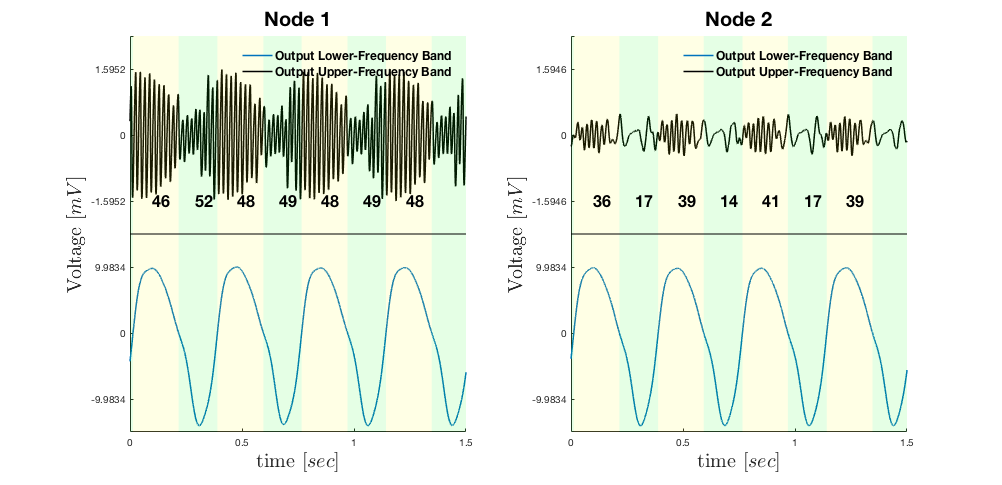 Node 1
Output Lower-Frequency Band
Output Upper-Frequency Band
1.5952
0
-1.5952
46 52 48 49 48 49 48
Voltage [mV]
9.9834
0
-9.9834
0 0.5 1 1.5
time [sec]
Node 2
Output Lower-Frequency Band
Output Upper-Frequency Band
1.5946
0
-1.5946
36 17 39 14 41 17 39
Voltage [mV]
9.9834
0
-9.9834
0 0.5 1 1.5
time [sec]